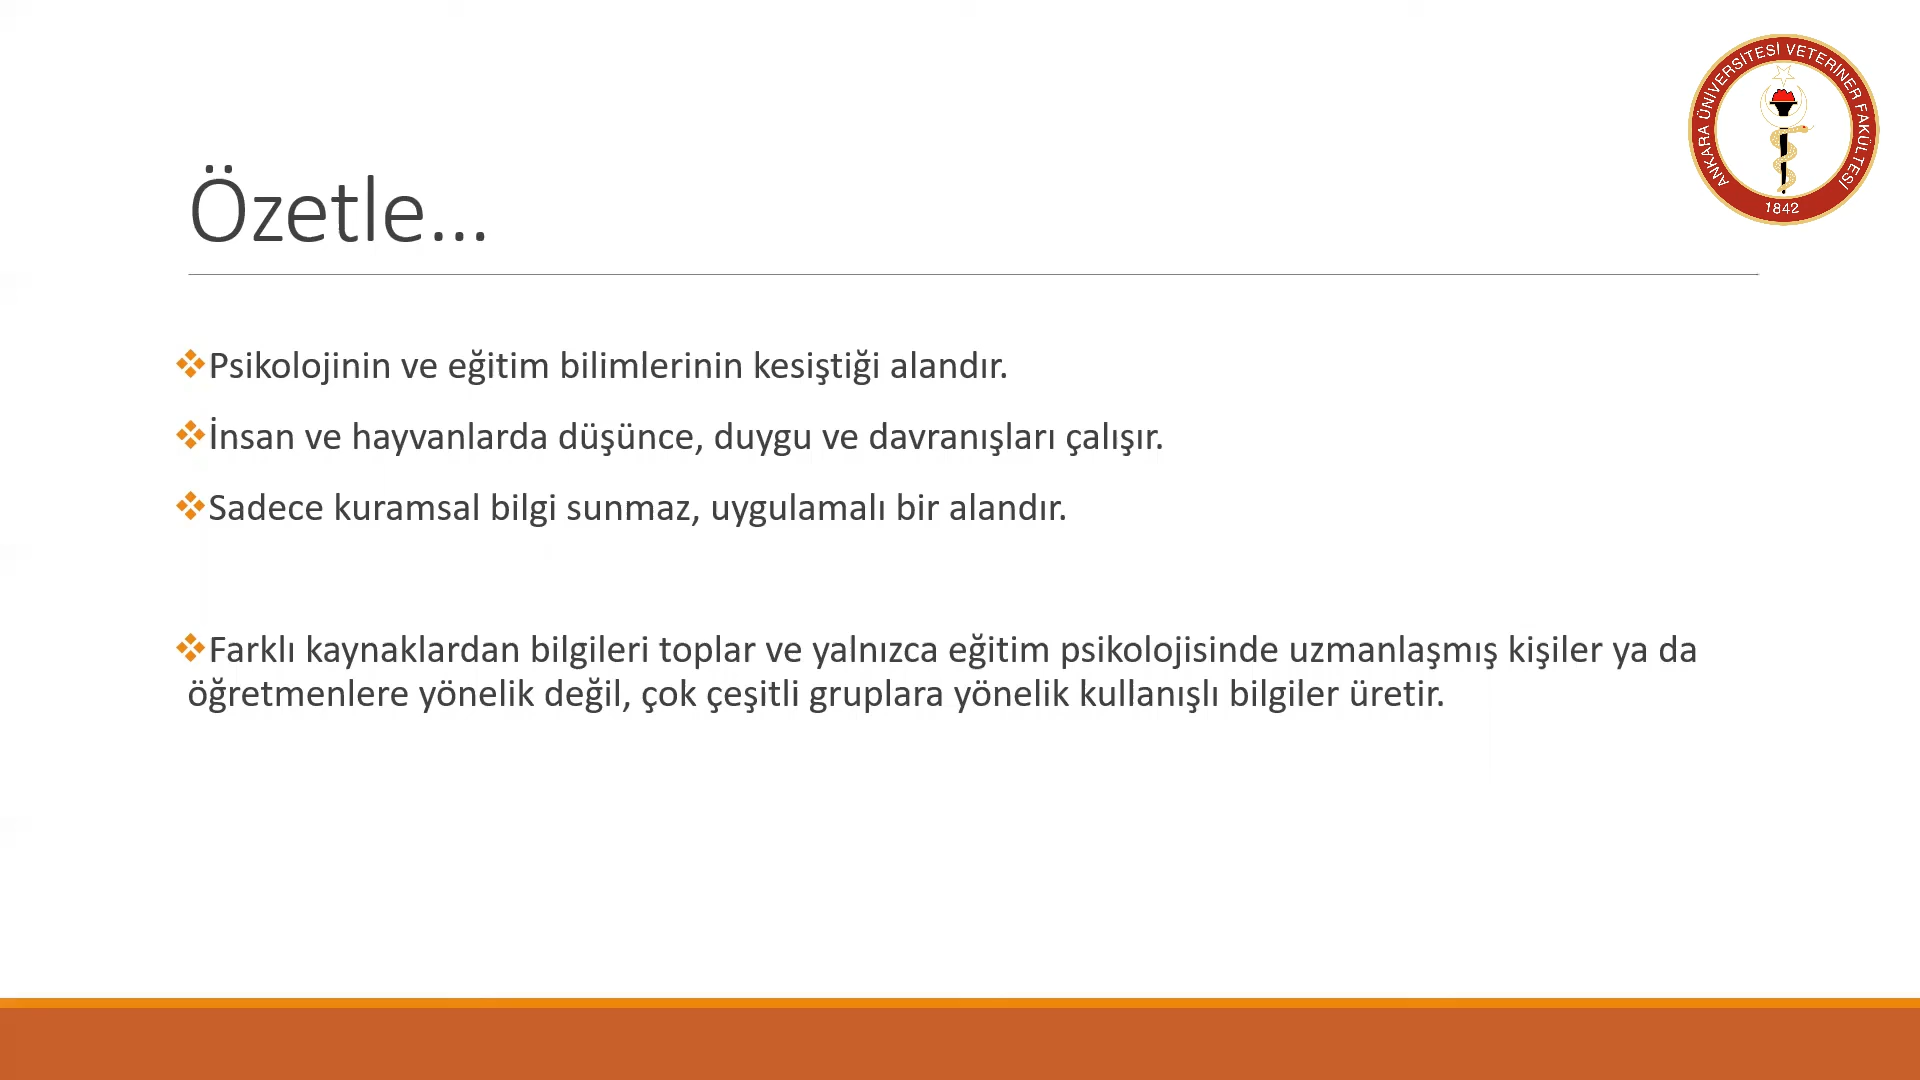 ANKARA ÜNİVERSİTESİ VETERİNER FAKÜLTESİ
1842
Özetle...
❖Psikolojinin ve eğitim bilimlerinin kesiştiği alandır.
❖İnsan ve hayvanlarda düşünce, duygu ve davranışları çalışır.
❖Sadece kuramsal bilgi sunmaz, uygulamalı bir alandır.
❖Farklı kaynaklardan bilgileri toplar ve yalnızca eğitim psikolojisinde uzmanlaşmış kişiler ya da
öğretmenlere yönelik değil, çok çeşitli gruplara yönelik kullanışlı bilgiler üretir.